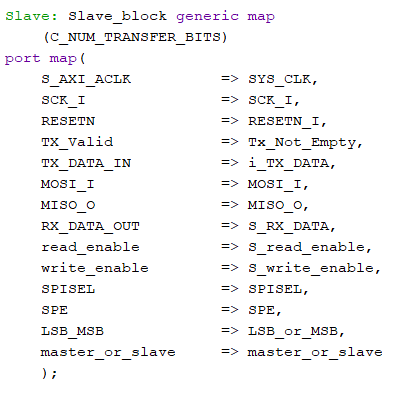 Slave: Slave_block generic map
(C_NUM_TRANSFER_BITS)
port map(
S_AXI_ACLK => SYS_CLK,
SCK_I => SCK_I,
RESETN => RESETN_I,
TX_Valid => Tx_Not_Empty,
TX_DATA_IN => i_TX_DATA,
MOSI_I => MOSI_I,
MISO_O => MISO_O,
RX_DATA_OUT => S_RX_DATA,
read_enable => S_read_enable,
write_enable => S_write_enable,
SPISEL => SPISEL,
SPE => SPE,
LSB_MSB => LSB_or_MSB,
master_or_slave => master_or_slave
);